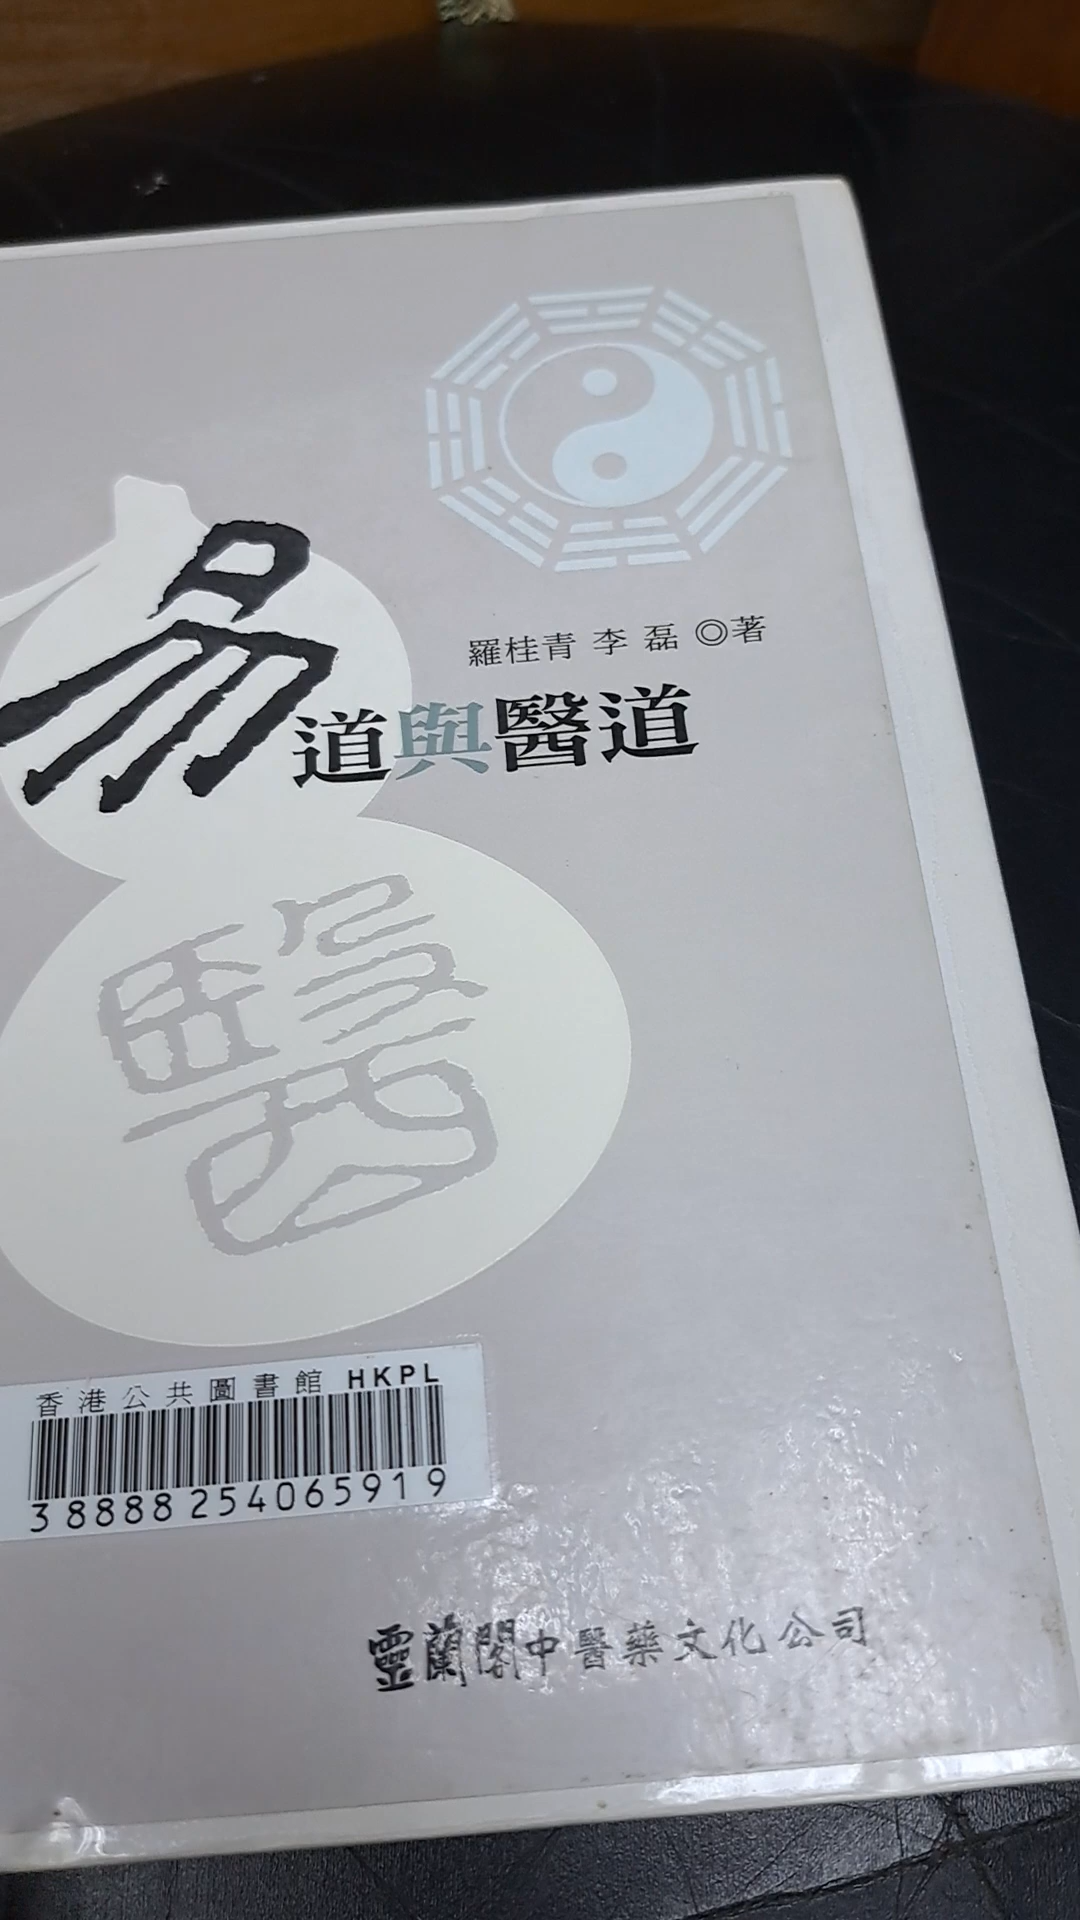 羅桂青 李 磊 ◎著
易道與醫道
醫
香港公共圖書館 HKPL
38888254065919
靈蘭閣中醫藥文化公司